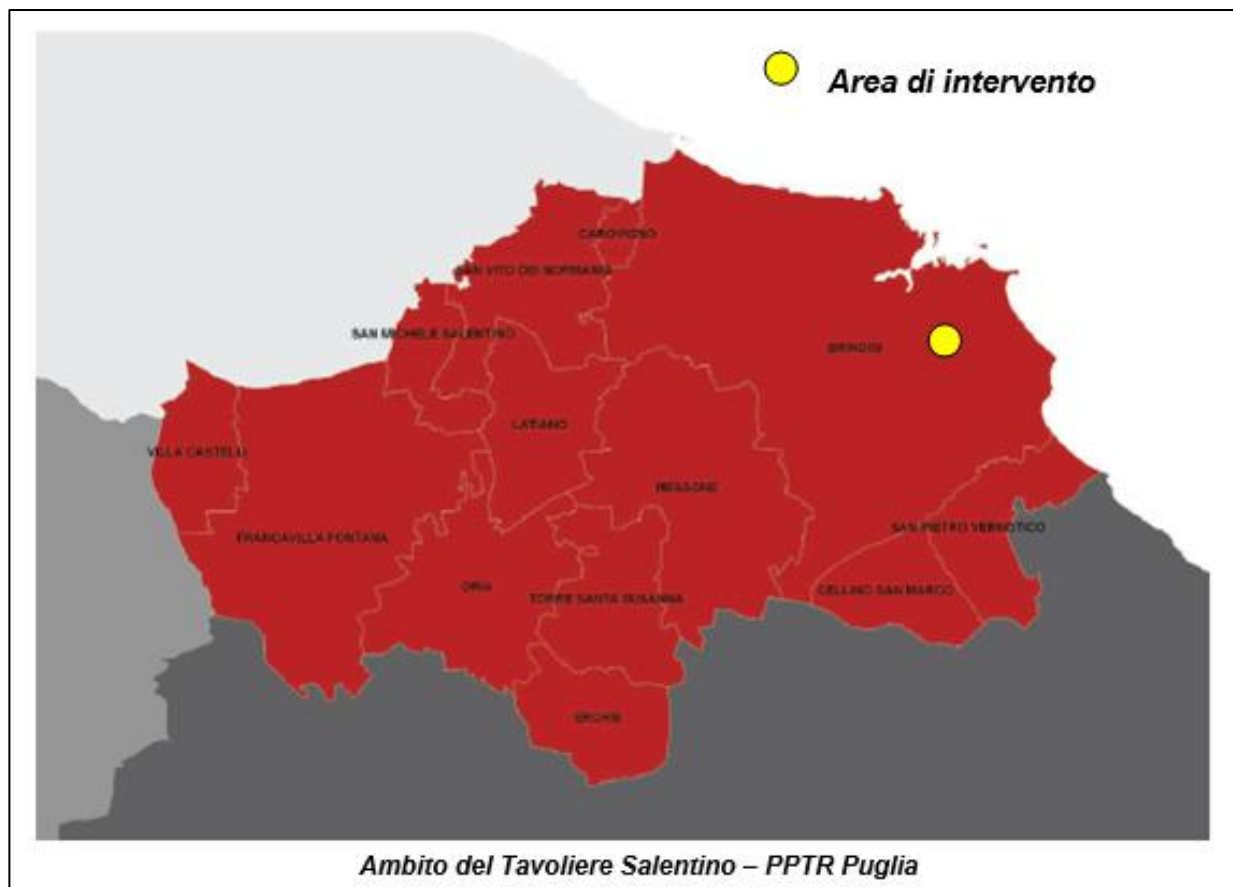 Area di intervento
CAROVIGNO
SAN VITO DEI NORMANNI
SAN MICHELE SALENTINO
BRINDISI
LATIANO
VILLA CASTELLI
MESAGNE
FRANCAVILLA FONTANA
SAN PIETRO VERNOTICO
ORIA
TORRE SANTA SUSANNA
CELLINO SAN MARCO
ERCHIE
Ambito del Tavoliere Salentino – PPTR Puglia